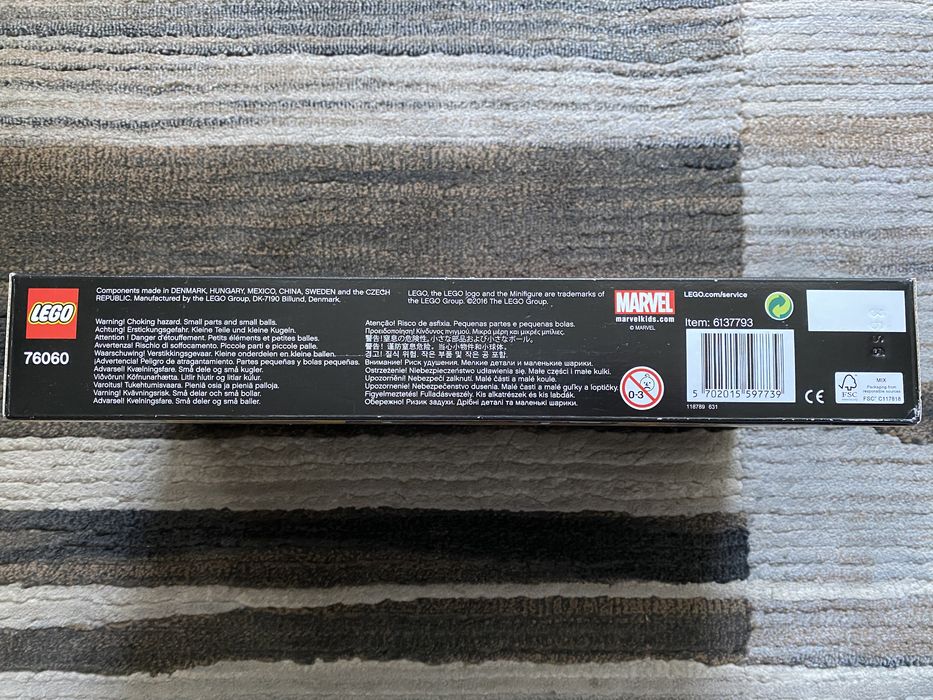 LEGO
76060
Components made in DENMARK, HUNGARY, MEXICO, CHINA, SWEDEN and the CZECH
REPUBLIC. Manufactured by the LEGO Group, DK-7190 Billund, Denmark.
Warning! Choking hazard. Small parts and small balls.
Achtung! Erstickungsgefahr. Kleine Teile und kleine Kugeln.
Attention ! Danger d'étouffement. Petits éléments et petites balles.
Avvertenza! Rischio di soffocamento. Piccole parti e piccole palle.
Waarschuwing! Verstikkingsgevaar. Kleine onderdelen en kleine ballen.
¡Advertencia! Peligro de atragantamiento. Partes pequeñas y bolas pequeñas.
Advarsel! Kvælningsfare. Små dele og små kugler.
Viðvörun! Köfnunarhætta. Litlir hlutir og litlar kúlur.
Varoitus! Tukehtumisvaara. Pieniä osia ja pieniä palloja.
Varning! Kvävningsrisk. Små delar och små bollar.
Advarsel! Kvelningsfare. Små deler og små baller.
LEGO, the LEGO logo and the Minifigure are trademarks of
the LEGO Group. ©2016 The LEGO Group.
Atenção! Risco de asfixia. Pequenas partes e pequenas bolas.
Προειδοποίηση! Κίνδυνος πνιγμού. Μικρά μέρη και μικρές μπίλιες.
警告!窒息の危険性。小さな部品および小さなボール。
警告! 谨防窒息危险。当心小物件和小球体。
경고! 질식 위험. 작은 부품 및 작은 공 포함.
Внимание! Риск удушения. Мелкие детали и маленькие шарики.
Ostrzeżenie! Niebezpieczeństwo udławienia się. Małe części i małe kulki.
Upozornění! Nebezpečí zalknutí. Malé části a malé koule.
Upozornenie! Nebezpečenstvo dusenia. Malé časti a malé guľky a loptičky.
Figyelmeztetés! Fulladásveszély. Kis alkatrészek és kis labdák.
Обережно! Ризик задухи. Дрібні деталі та маленькі шарики.
MARVEL
marvelkids.com
© MARVEL
0-3
LEGO.com/service
Item: 6137793
5 702015 597739
118789 631
CE
FSC
MIX
Packaging from
responsible sources
FSC® C117818